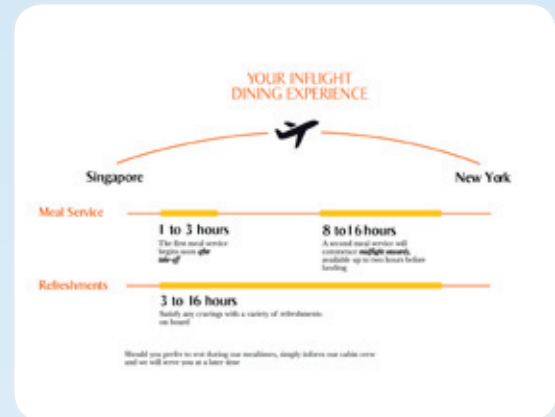 YOUR INFLIGHT
DINING EXPERIENCE
Singapore
New York
Meal Service
1 to 3 hours
The first meal service
begins soon after
take-off
8 to16 hours
A second meal service will
commence midflight onwards,
available up to two hours before
landing
Refreshments
3 to 16 hours
Satisfy any cravings with a variety of refreshments
on board
Should you prefer to rest during our mealtimes, simply inform our cabin crew
and we will serve you at a later time